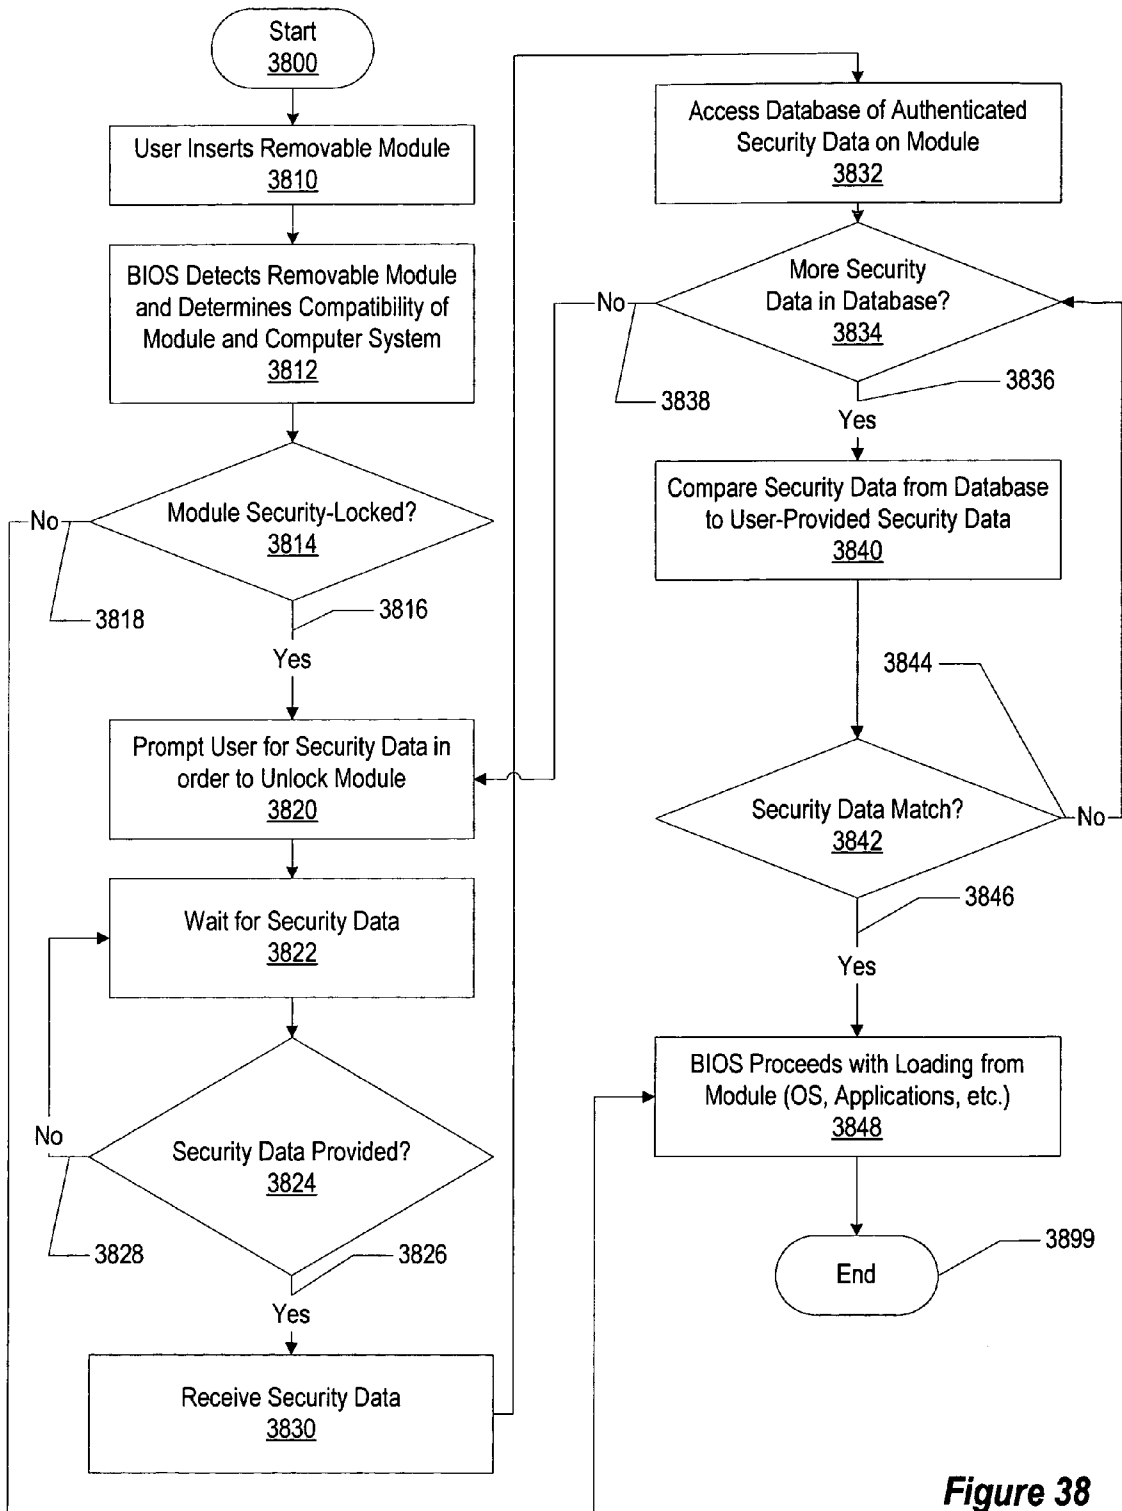 Start
3800
User Inserts Removable Module
3810
BIOS Detects Removable Module
and Determines Compatibility of
Module and Computer System
3812
Module Security-Locked?
3814
No
3818
3816
Yes
Prompt User for Security Data in
order to Unlock Module
3820
Wait for Security Data
3822
Security Data Provided?
3824
No
3828
3826
Yes
Receive Security Data
3830
Access Database of Authenticated
Security Data on Module
3832
More Security
Data in Database?
3834
No
3838
3836
Yes
Compare Security Data from Database
to User-Provided Security Data
3840
3844
Security Data Match?
3842
No
3846
Yes
BIOS Proceeds with Loading from
Module (OS, Applications, etc.)
3848
End
3899
Figure 38